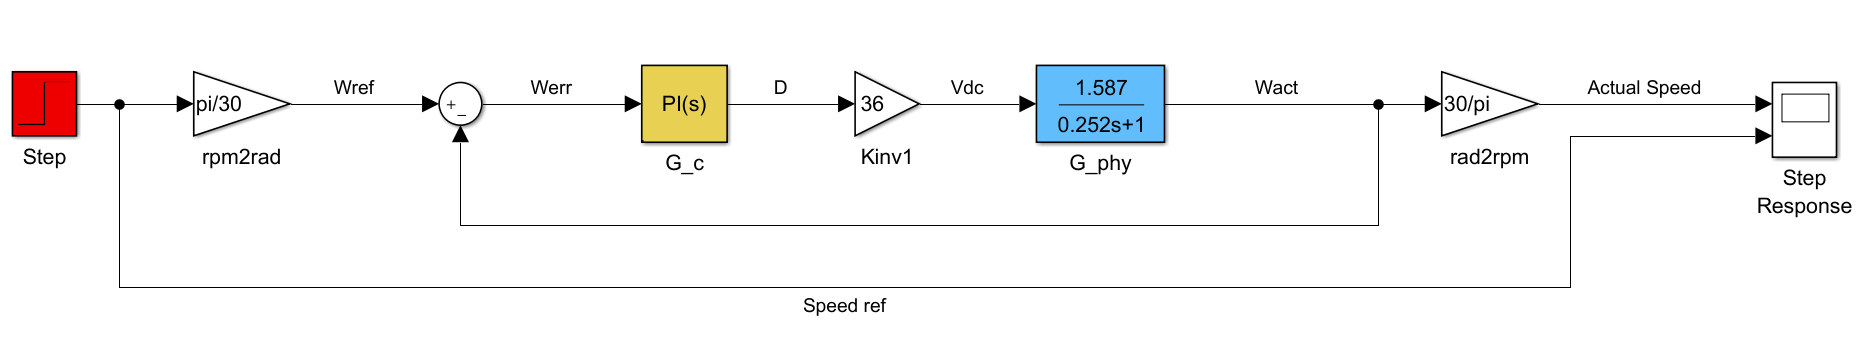 Wref
Werr
D
Vdc
Wact
Actual Speed
pi/30
+
−
PI(s)
36
1.587
0.252s+1
30/pi
Step
rpm2rad
G_c
Kinv1
G_phy
rad2rpm
Step
Response
Speed ref